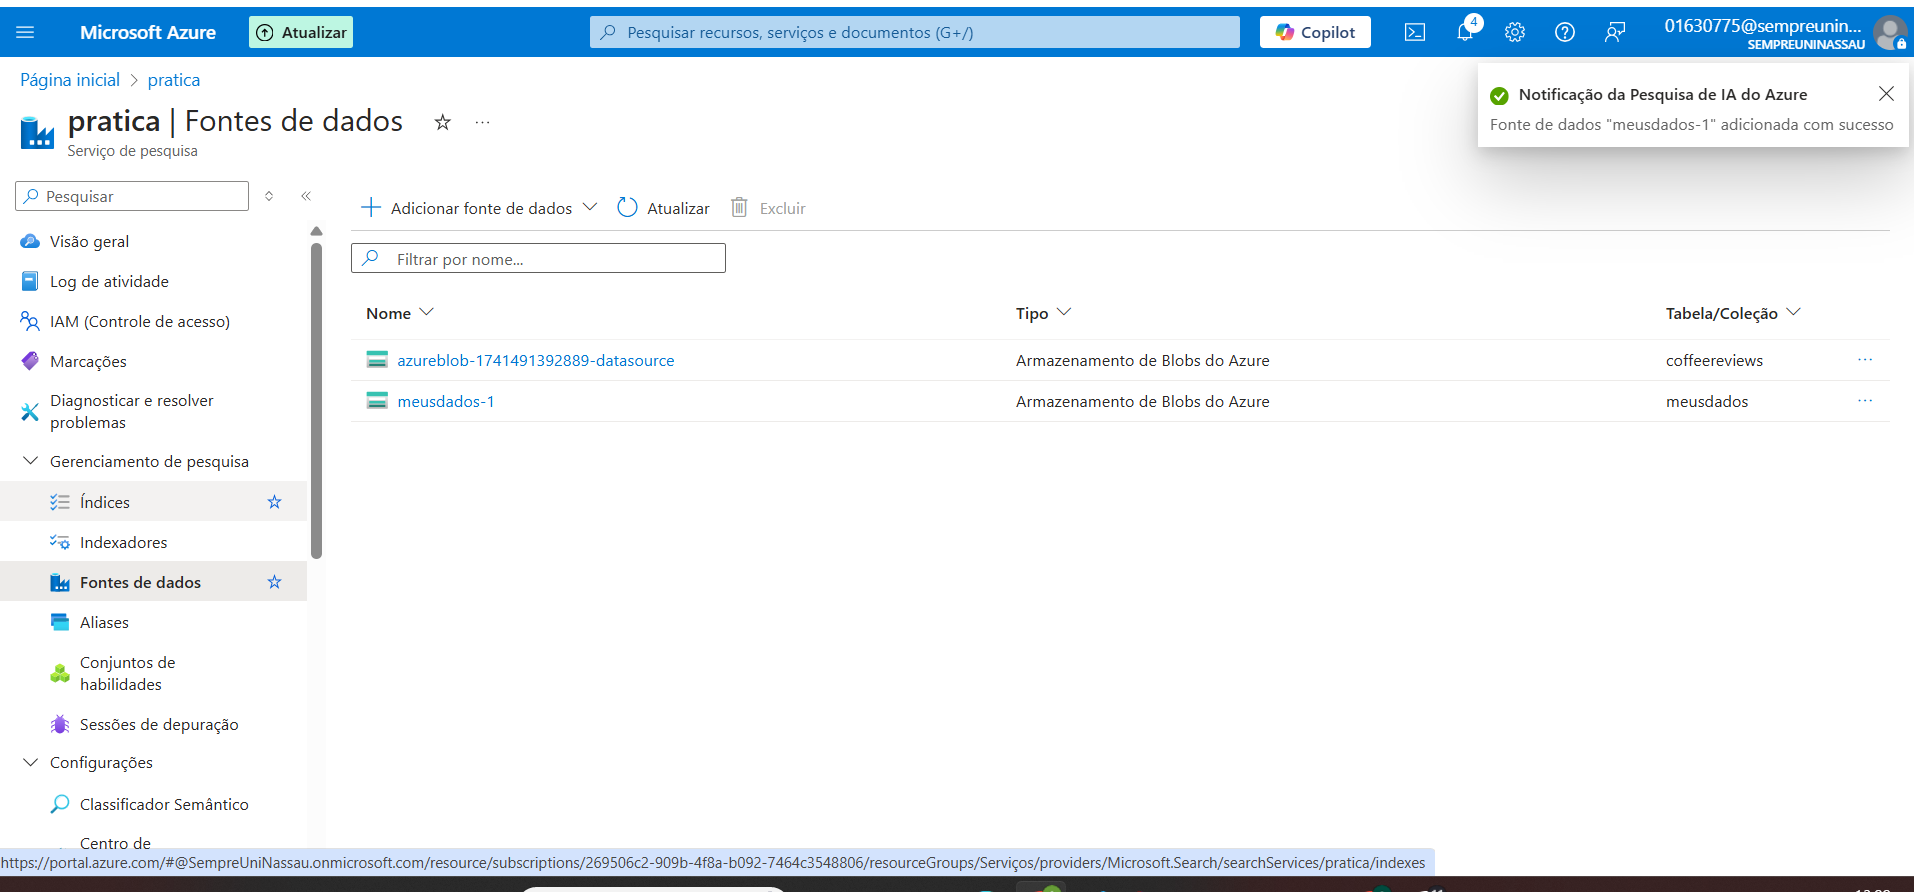 Microsoft Azure
Atualizar
Pesquisar recursos, serviços e documentos (G+/)
Copilot
4
01630775@sempreunin...
SEMPREUNINASSAU
Página inicial > pratica
Notificação da Pesquisa de IA do Azure
Fonte de dados "meusdados-1" adicionada com sucesso
pratica | Fontes de dados
Serviço de pesquisa
Pesquisar
Visão geral
Log de atividade
IAM (Controle de acesso)
Marcações
Diagnosticar e resolver
problemas
Gerenciamento de pesquisa
Índices
Indexadores
Fontes de dados
Aliases
Conjuntos de
habilidades
Sessões de depuração
Configurações
Classificador Semântico
Centro de
Adicionar fonte de dados
Atualizar
Excluir
Filtrar por nome...
Nome Tipo Tabela/Coleção
azureblob-1741491392889-datasource Armazenamento de Blobs do Azure coffeereviews
meusdados-1 Armazenamento de Blobs do Azure meusdados
https://portal.azure.com/#@SempreUniNassau.onmicrosoft.com/resource/subscriptions/269506c2-909b-4f8a-b092-7464c3548806/resourceGroups/Serviços/providers/Microsoft.Search/searchServices/pratica/indexes